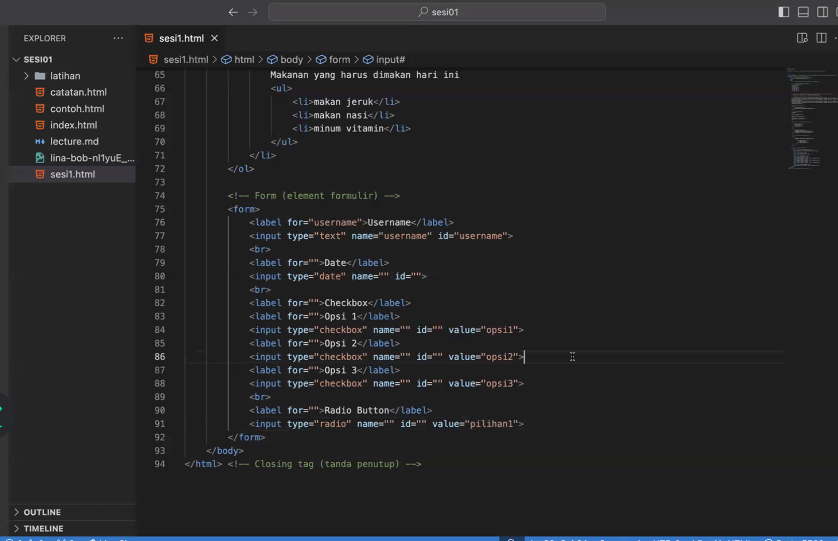 sesi01
EXPLORER
sesi1.html
SESI01
latihan
catatan.html
contoh.html
index.html
lecture.md
lina-bob-nl1yuE_...
sesi1.html
OUTLINE
TIMELINE
sesi1.html > html > body > form > input#
65 Makanan yang harus dimakan hari ini
66 <ul>
67 <li>makan jeruk</li>
68 <li>makan nasi</li>
69 <li>minum vitamin</li>
70 </ul>
71 </li>
72 </ol>
73
74 <!-- Form (element formulir) -->
75 <form>
76 <label for="username">Username</label>
77 <input type="text" name="username" id="username">
78 <br>
79 <label for="">Date</label>
80 <input type="date" name="" id="">
81 <br>
82 <label for="">Checkbox</label>
83 <label for="">Opsi 1</label>
84 <input type="checkbox" name="" id="" value="opsi1">
85 <label for="">Opsi 2</label>
86 <input type="checkbox" name="" id="" value="opsi2">
87 <label for="">Opsi 3</label>
88 <input type="checkbox" name="" id="" value="opsi3">
89 <br>
90 <label for="">Radio Button</label>
91 <input type="radio" name="" id="" value="pilihan1">
92 </form>
93 </body>
94 </html> <!-- Closing tag (tanda penutup) -->